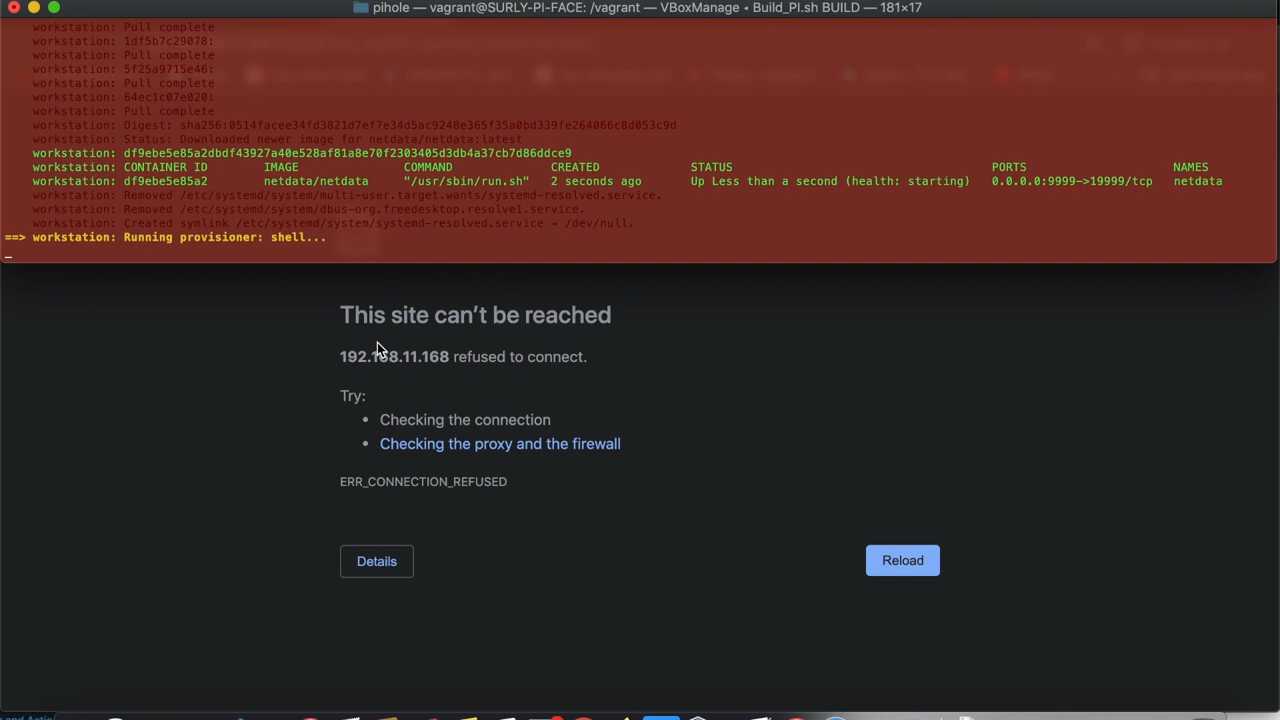 pihole — vagrant@SURLY-PI-FACE: /vagrant — VBoxManage ◂ Build_PI.sh BUILD — 181×17
workstation: Pull complete
workstation: 1df5b7c29078:
workstation: Pull complete
workstation: 5f25a9715e46:
workstation: Pull complete
workstation: 64ec1c07e020:
workstation: Pull complete
workstation: Digest: sha256:0514facee34fd3821d7ef7e34d5ac9248e365f35a0bd339fe264066c8d053c9d
workstation: Status: Downloaded newer image for netdata/netdata:latest
workstation: df9ebe5e85a2dbdf43927a40e528af81a8e70f2303405d3db4a37cb7d86ddce9
workstation: CONTAINER ID IMAGE COMMAND CREATED STATUS PORTS NAMES
workstation: df9ebe5e85a2 netdata/netdata "/usr/sbin/run.sh" 2 seconds ago Up Less than a second (health: starting) 0.0.0.0:9999->19999/tcp netdata
workstation: Removed /etc/systemd/system/multi-user.target.wants/systemd-resolved.service.
workstation: Removed /etc/systemd/system/dbus-org.freedesktop.resolve1.service.
workstation: Created symlink /etc/systemd/system/systemd-resolved.service → /dev/null.
==> workstation: Running provisioner: shell...
This site can't be reached
192.168.11.168 refused to connect.
Try:
• Checking the connection
• Checking the proxy and the firewall
ERR_CONNECTION_REFUSED
Details
Reload